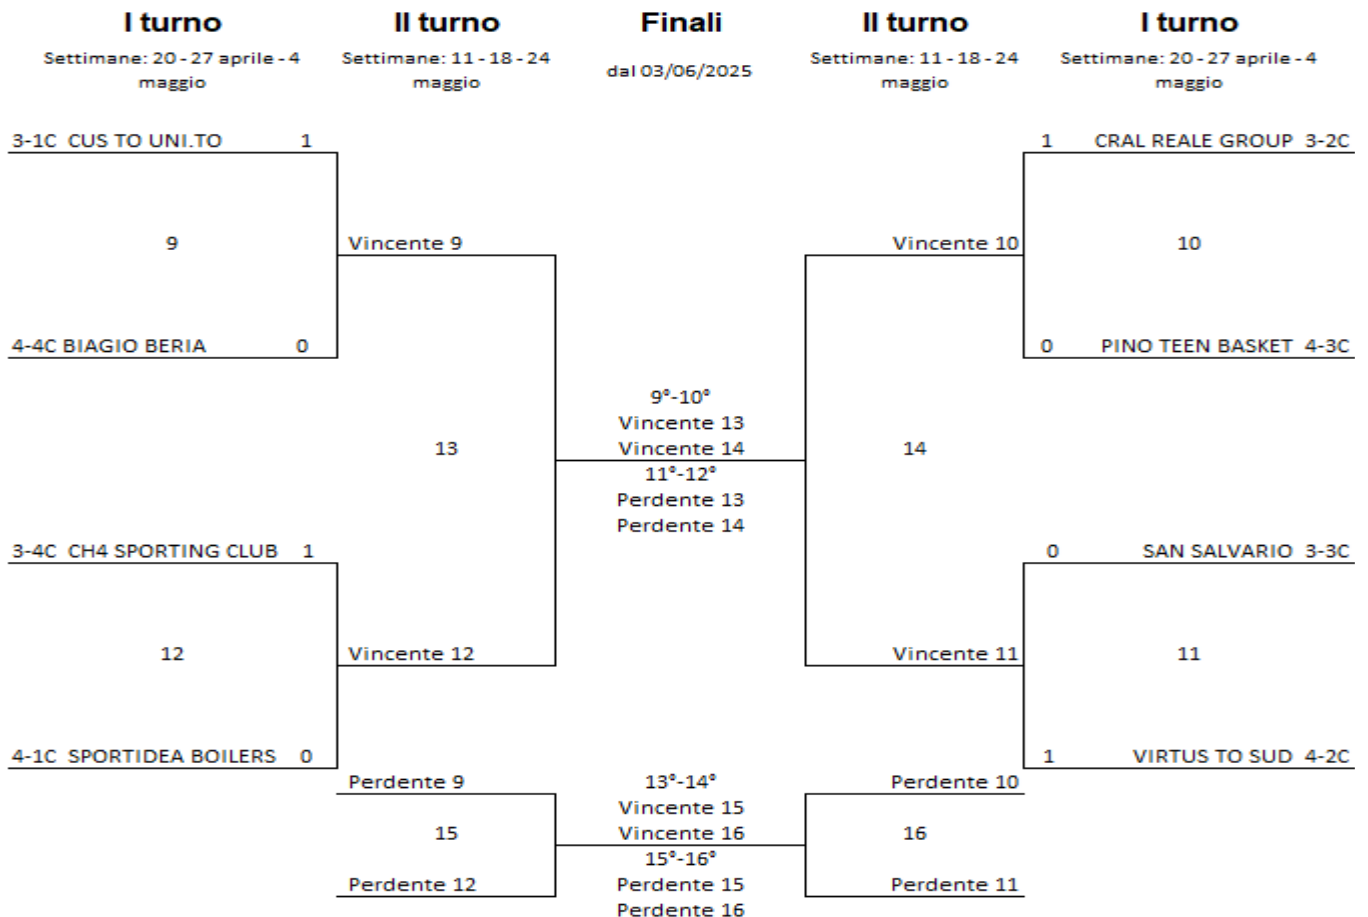 I turno II turno Finali II turno I turno
Settimane: 20 - 27 aprile - 4 maggio
Settimane: 11 - 18 - 24 maggio
dal 03/06/2025
Settimane: 11 - 18 - 24 maggio
Settimane: 20 - 27 aprile - 4 maggio
3-1C CUS TO UNI.TO 1
1 CRAL REALE GROUP 3-2C
9
Vincente 9
Vincente 10
10
4-4C BIAGIO BERIA 0
0 PINO TEEN BASKET 4-3C
9°-10°
Vincente 13
13
Vincente 14
14
11°-12°
Perdente 13
Perdente 14
3-4C CH4 SPORTING CLUB 1
0 SAN SALVARIO 3-3C
12
Vincente 12
Vincente 11
11
4-1C SPORTIDEA BOILERS 0
1 VIRTUS TO SUD 4-2C
Perdente 9
13°-14°
Perdente 10
Vincente 15
15
Vincente 16
16
15°-16°
Perdente 12
Perdente 15
Perdente 11
Perdente 16